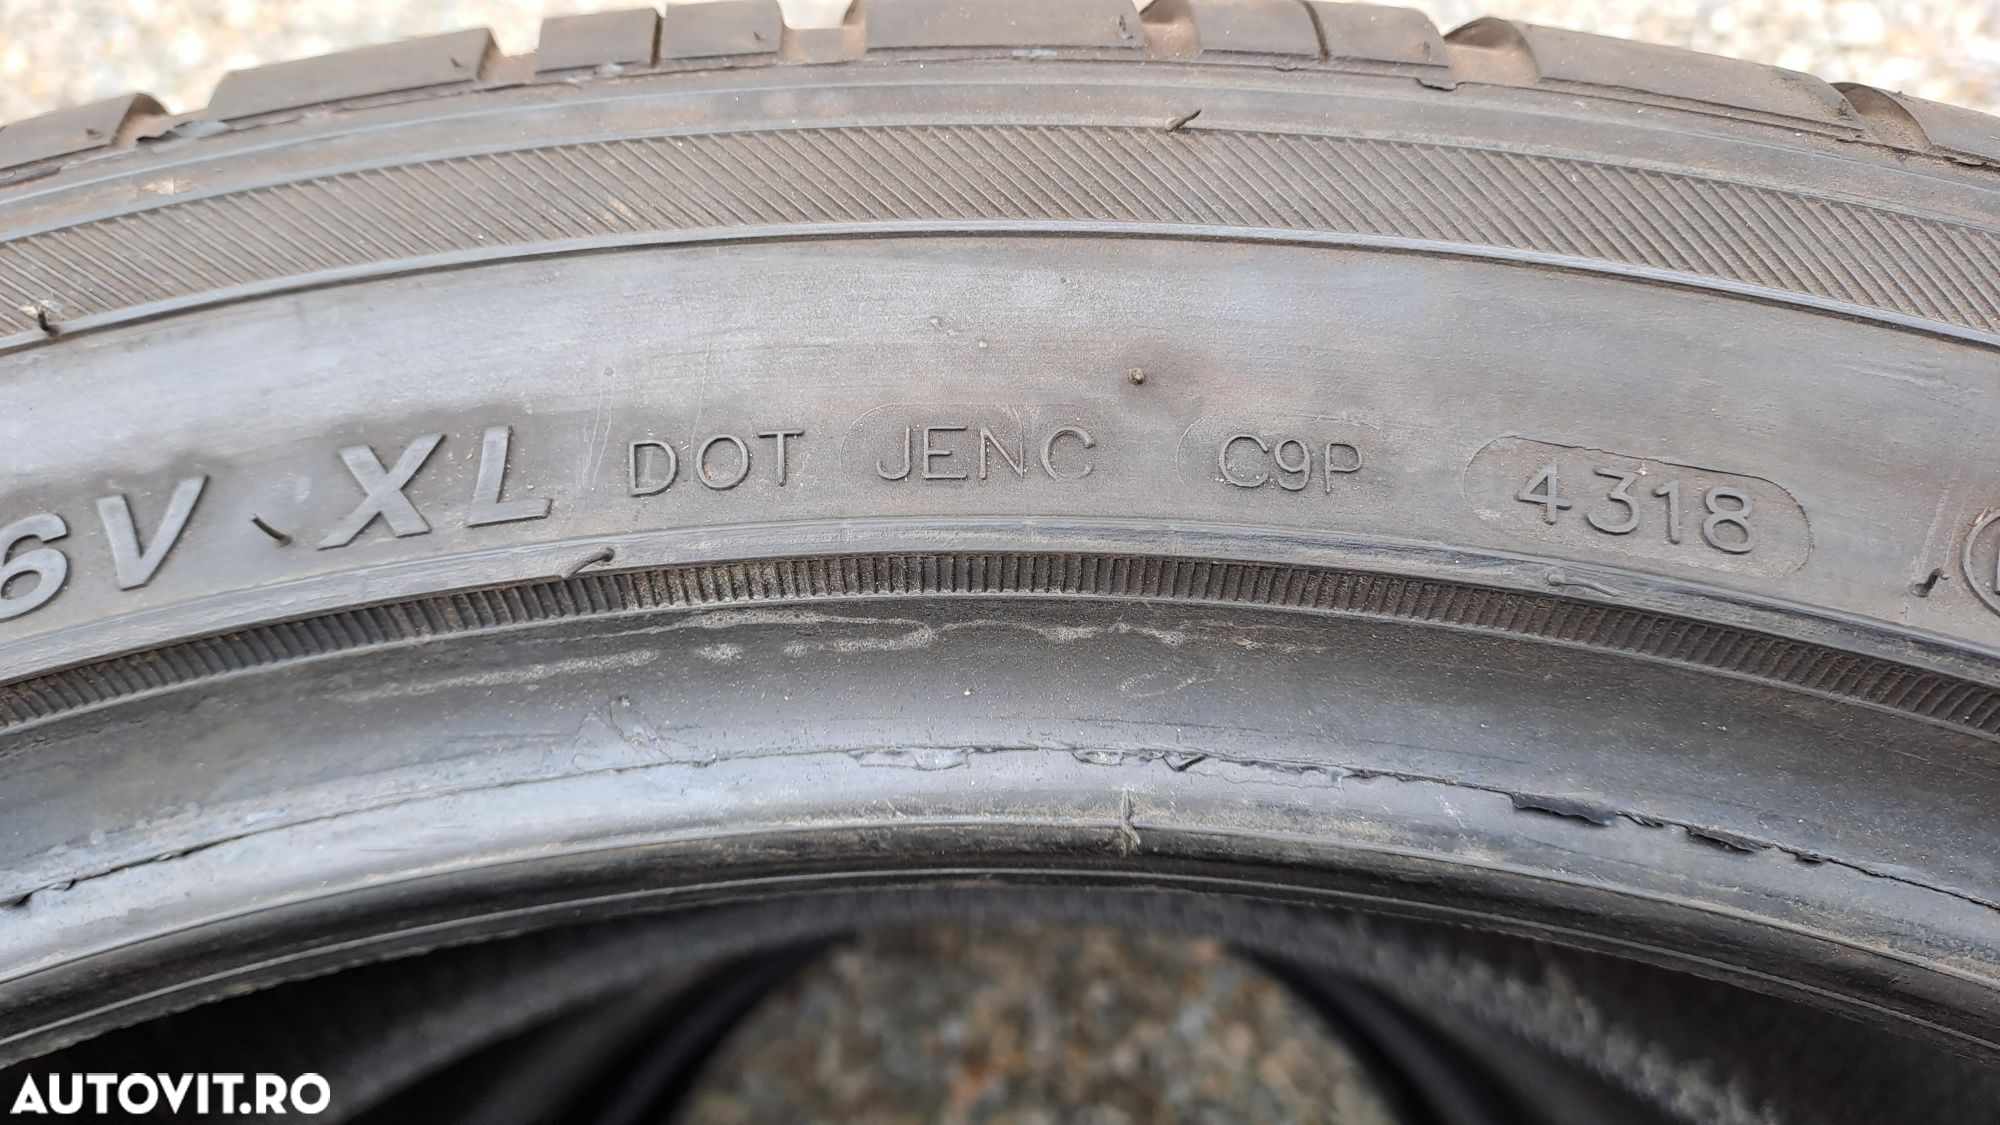 6V XL DOT JENC C9P 4318
AUTOVIT.RO